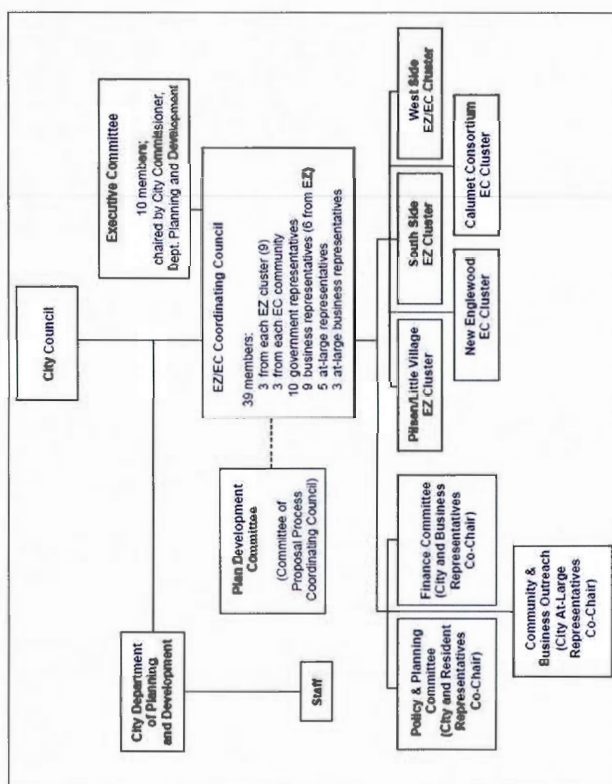 City Council
Executive Committee
10 members;
chaired by City Commissioner,
Dept. Planning and Development
City Department
of Planning
and Development
EZ/EC Coordinating Council
39 members:
3 from each EZ cluster (9)
3 from each EC community
10 government representatives
9 business representatives (6 from EZ)
5 at-large representatives
3 at-large business representatives
Plan Development
Committee
(Committee of
Proposal Process
Coordinating Council)
Staff
Policy & Planning
Committee
(City and Resident
Representatives
Co-Chair)
Finance Committee
(City and Business
Representatives
Co-Chair)
Community &
Business Outreach
(City At-Large
Representatives
Co-Chair)
Pilsen/Little Village
EZ Cluster
South Side
EZ Cluster
West Side
EZ/EC Cluster
New Englewood
EC Cluster
Calumet Consortium
EC Cluster